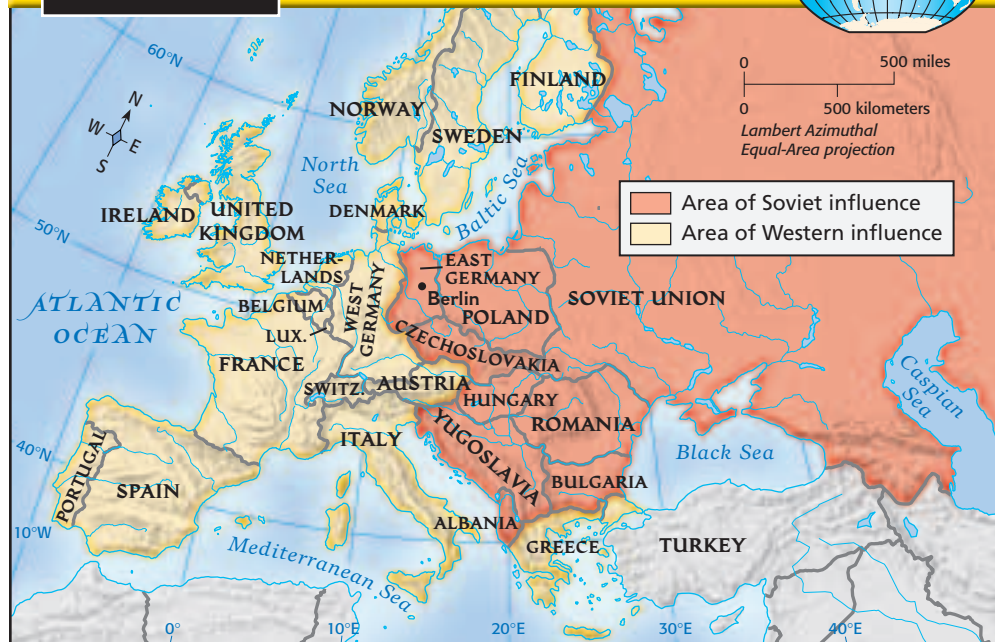 60°N
50°N
40°N
10°W
0°
10°E
20°E
30°E
40°E
N
W
E
S
0
500 miles
0
500 kilometers
Lambert Azimuthal
Equal-Area projection
Area of Soviet influence
Area of Western influence
NORWAY
SWEDEN
FINLAND
North
Sea
Baltic Sea
IRELAND
UNITED
KINGDOM
DENMARK
NETHER-
LANDS
BELGIUM
LUX.
WEST
GERMANY
EAST
GERMANY
Berlin
POLAND
SOVIET UNION
ATLANTIC
OCEAN
FRANCE
SWITZ.
AUSTRIA
CZECHOSLOVAKIA
HUNGARY
ROMANIA
YUGOSLAVIA
BULGARIA
ITALY
ALBANIA
GREECE
TURKEY
PORTUGAL
SPAIN
Mediterranean Sea
Black Sea
Caspian
Sea